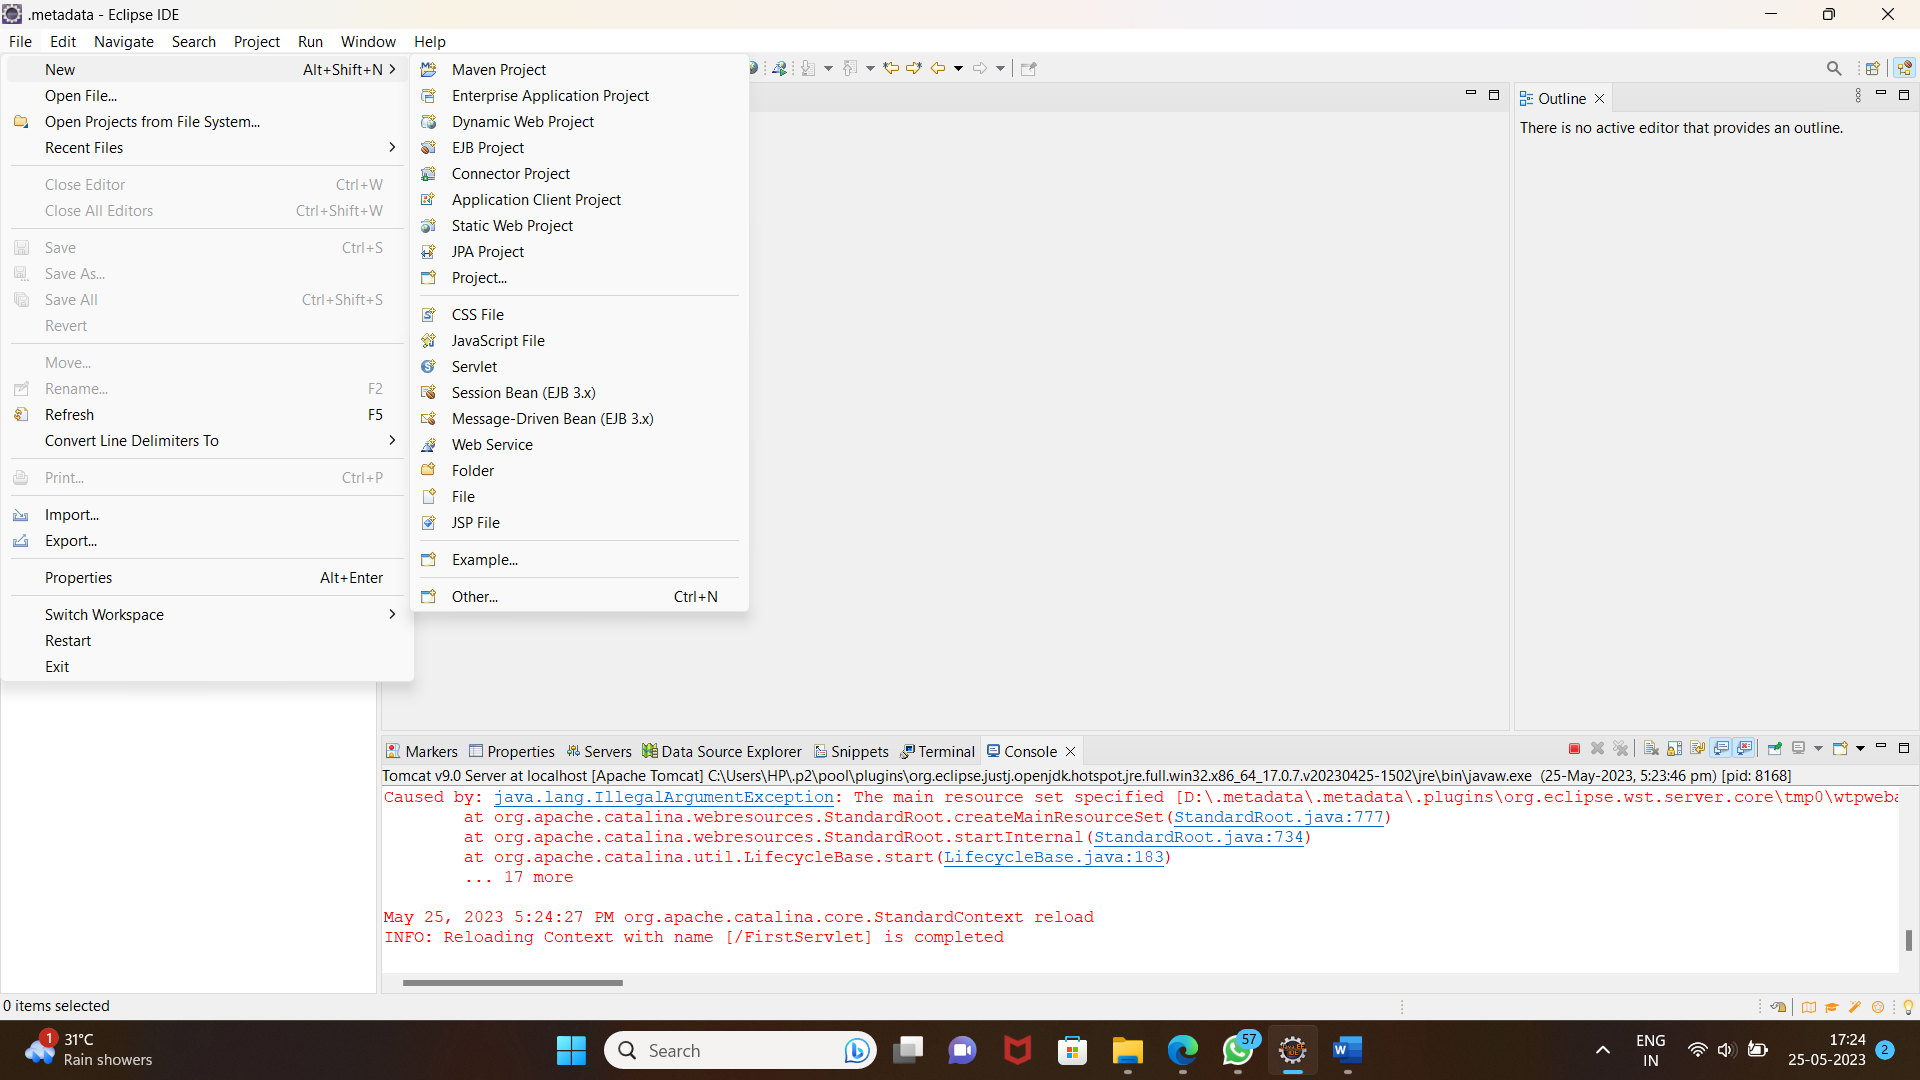 .metadata - Eclipse IDE
File Edit Navigate Search Project Run Window Help
New Alt+Shift+N
Open File...
Open Projects from File System...
Recent Files
Close Editor Ctrl+W
Close All Editors Ctrl+Shift+W
Save Ctrl+S
Save As...
Save All Ctrl+Shift+S
Revert
Move...
Rename... F2
Refresh F5
Convert Line Delimiters To
Print... Ctrl+P
Import...
Export...
Properties Alt+Enter
Switch Workspace
Restart
Exit
Maven Project
Enterprise Application Project
Dynamic Web Project
EJB Project
Connector Project
Application Client Project
Static Web Project
JPA Project
Project...
CSS File
JavaScript File
Servlet
Session Bean (EJB 3.x)
Message-Driven Bean (EJB 3.x)
Web Service
Folder
File
JSP File
Example...
Other... Ctrl+N
Outline
There is no active editor that provides an outline.
Markers Properties Servers Data Source Explorer Snippets Terminal Console
Tomcat v9.0 Server at localhost [Apache Tomcat] C:\Users\HP\.p2\pool\plugins\org.eclipse.justj.openjdk.hotspot.jre.full.win32.x86_64_17.0.7.v20230425-1502\jre\bin\javaw.exe (25-May-2023, 5:23:46 pm) [pid: 8168]
Caused by: java.lang.IllegalArgumentException: The main resource set specified [D:\.metadata\.metadata\.plugins\org.eclipse.wst.server.core\tmp0\wtpweba
at org.apache.catalina.webresources.StandardRoot.createMainResourceSet(StandardRoot.java:777)
at org.apache.catalina.webresources.StandardRoot.startInternal(StandardRoot.java:734)
at org.apache.catalina.util.LifecycleBase.start(LifecycleBase.java:183)
... 17 more
May 25, 2023 5:24:27 PM org.apache.catalina.core.StandardContext reload
INFO: Reloading Context with name [/FirstServlet] is completed
0 items selected
1
31°C
Rain showers
Search
57
ENG
IN
17:24
25-05-2023
2